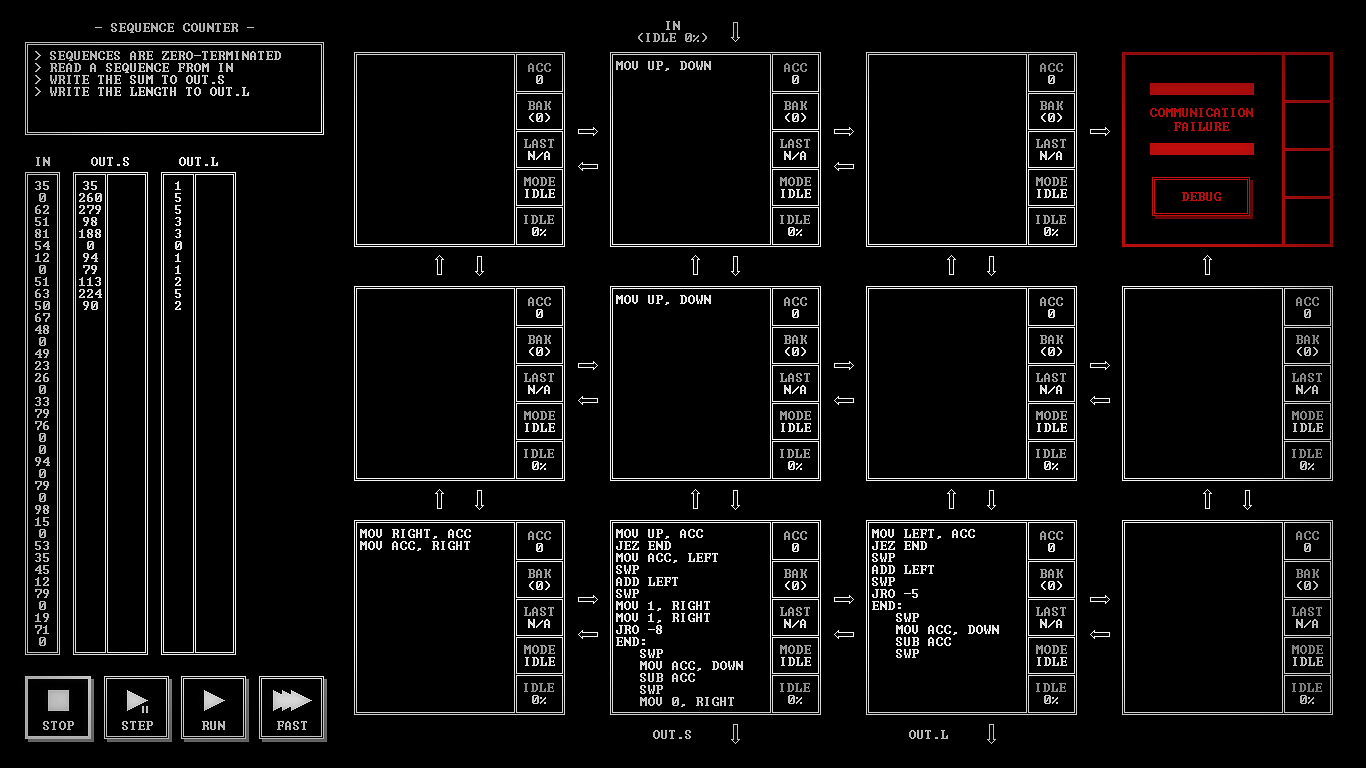 - SEQUENCE COUNTER -
> SEQUENCES ARE ZERO-TERMINATED
> READ A SEQUENCE FROM IN
> WRITE THE SUM TO OUT.S
> WRITE THE LENGTH TO OUT.L
IN OUT.S OUT.L
35 35 1
0 260 5
62 279 5
51 98 3
81 188 3
54 0 0
12 94 1
0 79 1
51 113 2
63 224 5
50 90 2
67
48
0
49
23
26
0
33
79
76
0
0
94
0
79
0
98
15
0
53
35
45
12
79
0
19
71
0
STOP
STEP
RUN
FAST
IN
(IDLE 0%)
ACC
0
BAK
(0)
LAST
N/A
MODE
IDLE
IDLE
0%
MOV UP, DOWN
ACC
0
BAK
(0)
LAST
N/A
MODE
IDLE
IDLE
0%
ACC
0
BAK
(0)
LAST
N/A
MODE
IDLE
IDLE
0%
COMMUNICATION
FAILURE
DEBUG
ACC
0
BAK
(0)
LAST
N/A
MODE
IDLE
IDLE
0%
MOV UP, DOWN
ACC
0
BAK
(0)
LAST
N/A
MODE
IDLE
IDLE
0%
ACC
0
BAK
(0)
LAST
N/A
MODE
IDLE
IDLE
0%
ACC
0
BAK
(0)
LAST
N/A
MODE
IDLE
IDLE
0%
MOV RIGHT, ACC
MOV ACC, RIGHT
ACC
0
BAK
(0)
LAST
N/A
MODE
IDLE
IDLE
0%
MOV UP, ACC
JEZ END
MOV ACC, LEFT
SWP
ADD LEFT
SWP
MOV 1, RIGHT
MOV 1, RIGHT
JRO -8
END:
SWP
MOV ACC, DOWN
SUB ACC
SWP
MOV 0, RIGHT
ACC
0
BAK
(0)
LAST
N/A
MODE
IDLE
IDLE
0%
MOV LEFT, ACC
JEZ END
SWP
ADD LEFT
SWP
JRO -5
END:
SWP
MOV ACC, DOWN
SUB ACC
SWP
ACC
0
BAK
(0)
LAST
N/A
MODE
IDLE
IDLE
0%
ACC
0
BAK
(0)
LAST
N/A
MODE
IDLE
IDLE
0%
OUT.S
OUT.L